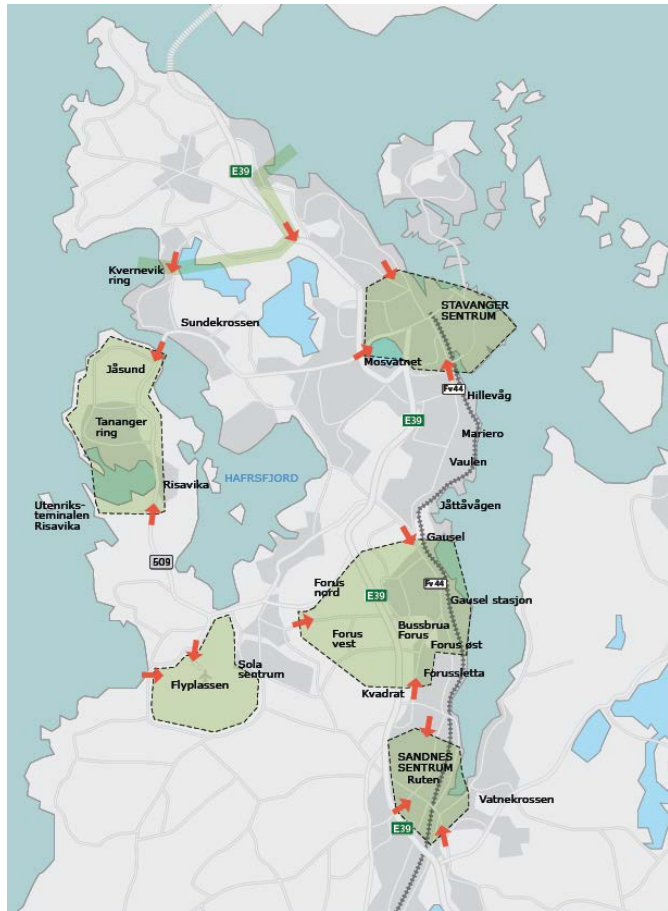 E39
Kvernevik
ring
STAVANGER
SENTRUM
Sundekrossen
Mosvatnet
Jåsund
Fv44
Hillevåg
E39
Tananger
ring
Mariero
Vaulen
HAFRSFJORD
Risavika
Utenriks-
teminalen
Risavika
Jåttåvågen
Gausel
509
Forus
nord
Fv44
E39
Gausel stasjon
Bussbrua
Forus
Forus
vest
Forus øst
Sola
sentrum
Forussletta
Flyplassen
Kvadrat
SANDNES
SENTRUM
Ruten
Vatnekrossen
E39